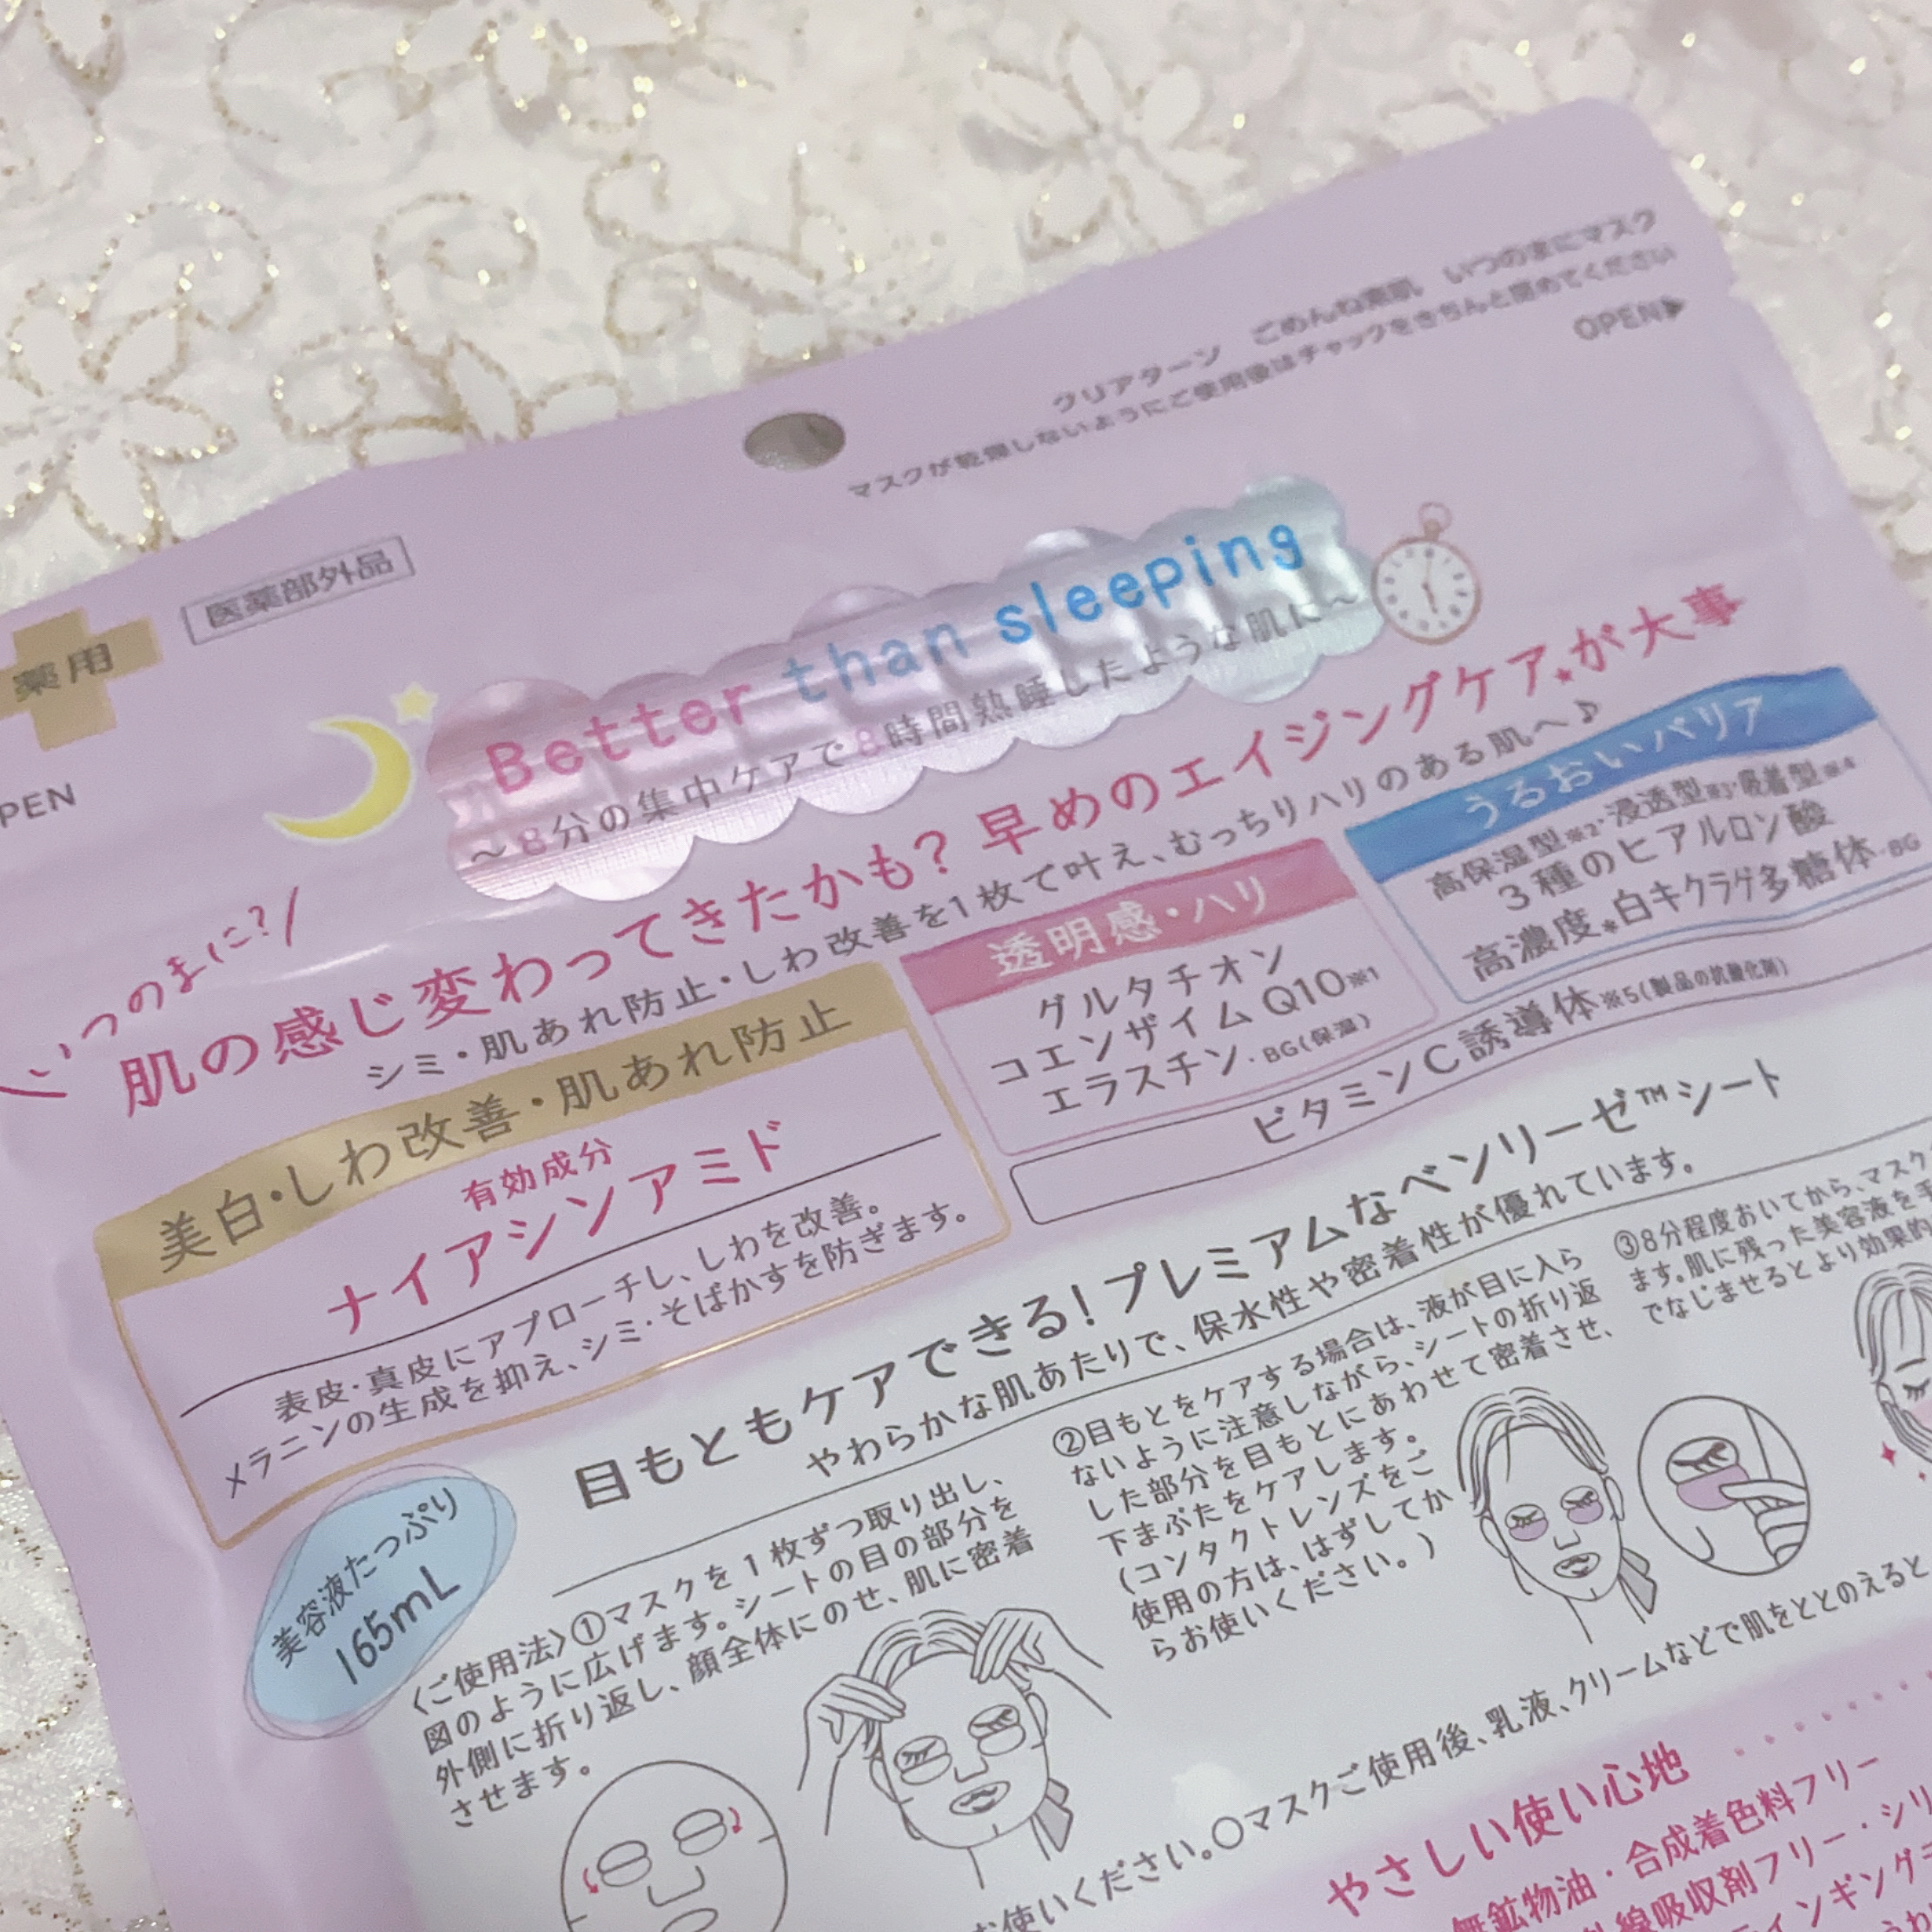 クリアターン ごめんね素肌 いつのまにマスク
マスクが乾燥しないようにご使用後はチャックをきちんと閉めてください
OPEN▶
薬用
医薬部外品
PEN
Better than sleeping
～8分の集中ケアで8時間熟睡したような肌に～
いつのまに?
肌の感じ変わってきたかも? 早めのエイジングケア★が大事
シミ・肌あれ防止・しわ改善を1枚で叶え、むっちりハリのある肌へ♪
美白・しわ改善・肌あれ防止
有効成分
ナイアシンアミド
表皮・真皮にアプローチし、しわを改善。
メラニンの生成を抑え、シミ・そばかすを防ぎます。
透明感・ハリ
グルタチオン
コエンザイムQ10※1
エラスチン・BG(保湿)
うるおいバリア
高保湿型※2・浸透型※3・吸着型※4
3種のヒアルロン酸
高濃度*白キクラゲ多糖体・BG
ビタミンC誘導体※5(製品の抗酸化剤)
目もともケアできる!プレミアムなベンリーゼ™シート
やわらかな肌あたりで、保水性や密着性が優れています。
美容液たっぷり
165mL
〈ご使用法〉①マスクを1枚ずつ取り出し、
図のように広げます。シートの目の部分を
外側に折り返し、顔全体にのせ、肌に密着
させます。
②目もとをケアする場合は、液が目に入ら
ないように注意しながら、シートの折り返
した部分を目もとにあわせて密着させ、
下まぶたをケアします。
(コンタクトレンズをご
使用の方は、はずしてか
らお使いください。)
③8分程度おいてから、マスク
ます。肌に残った美容液を手
でなじませるとより効果的
お使いください。〇マスクご使用後、乳液、クリームなどで肌をととのえると
やさしい使い心地
無鉱物油・合成着色料フリー
線吸収剤フリー・シリ